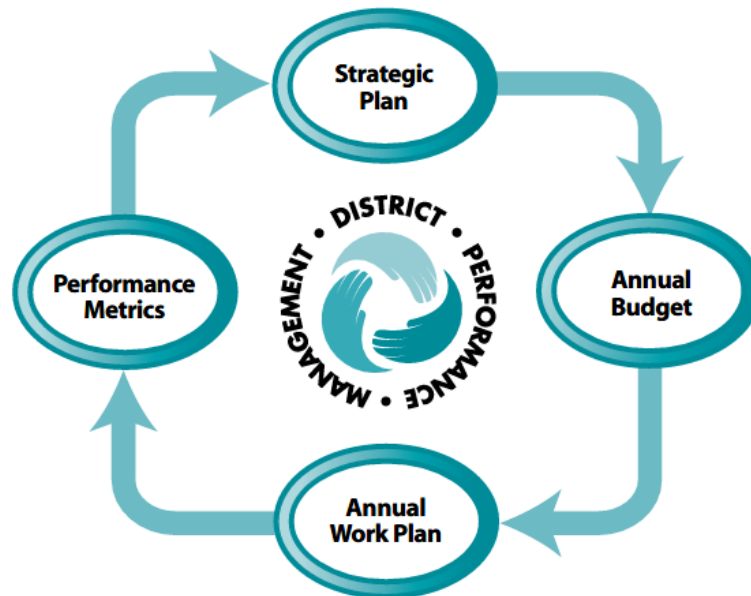 Strategic
Plan
DISTRICT • PERFORMANCE • MANAGEMENT •
Performance
Metrics
Annual
Budget
Annual
Work Plan